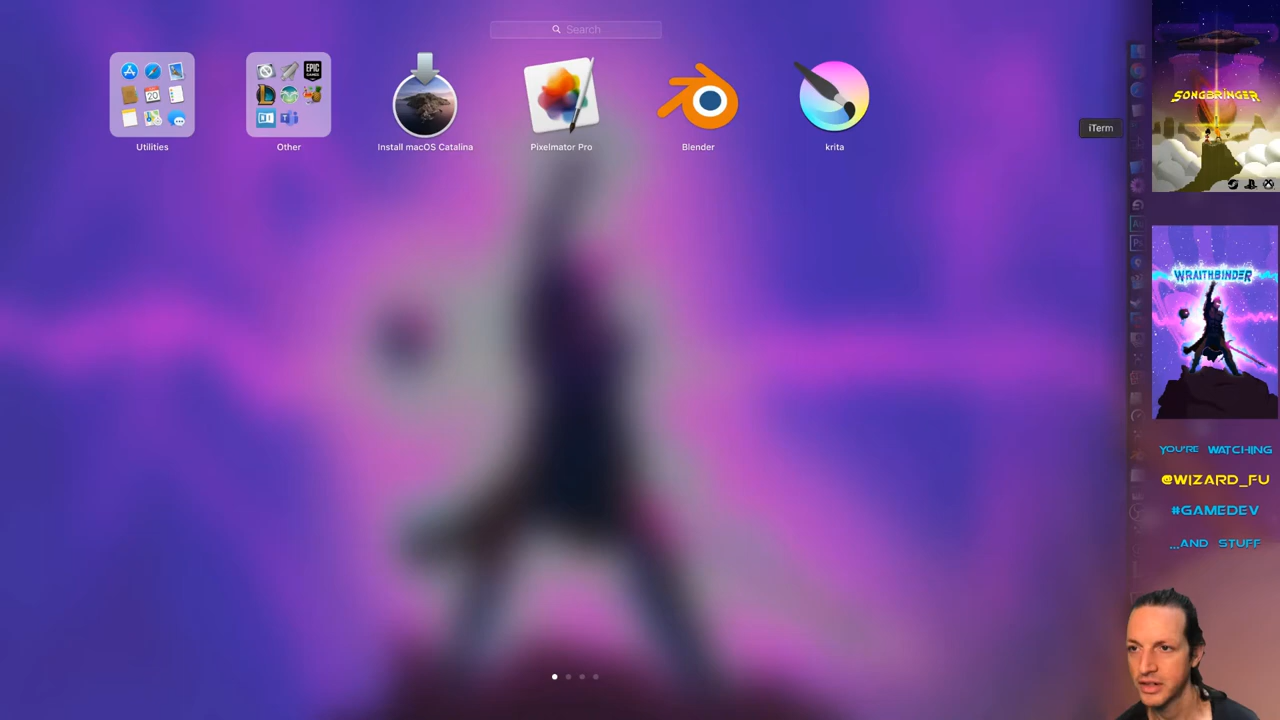 Search
Utilities
Other
Install macOS Catalina
Pixelmator Pro
Blender
krita
iTerm
SONGBRINGER
WRAITHBINDER
YOU'RE WATCHING
@WIZARD_FU
#GAMEDEV
...AND STUFF